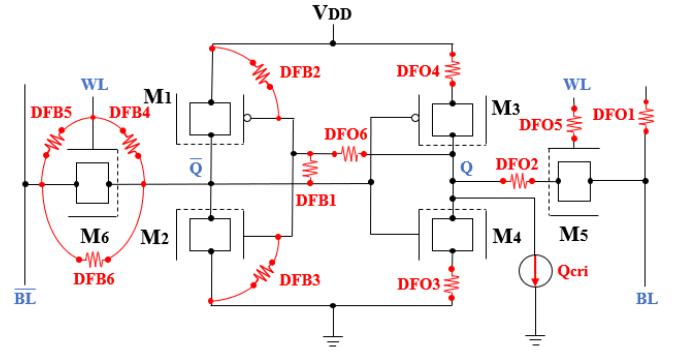 VDD
DFB2
DFO4
WL
WL
M1
M3
DFB5
DFB4
DFO1
DFO5
DFO6
Q̅
Q
DFO2
DFB1
M6
M2
M4
M5
DFB6
DFB3
DFO3
Qcri
B̅L̅
BL